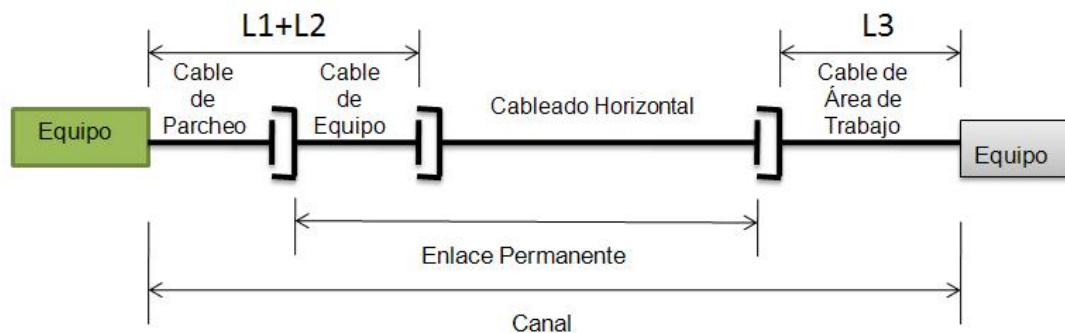 L1+L2
L3
Cable
de
Parcheo
Cable
de
Equipo
Cableado Horizontal
Cable de
Área de
Trabajo
Equipo
Equipo
Enlace Permanente
Canal